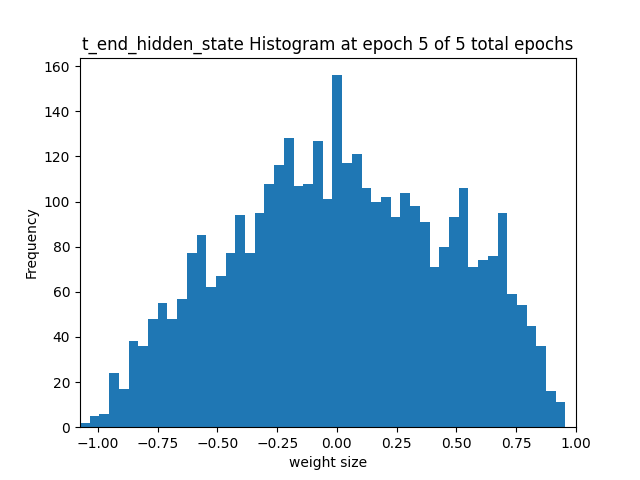 t_end_hidden_state Histogram at epoch 5 of 5 total epochs
160
140
120
100
80
60
40
20
0
Frequency
−1.00 −0.75 −0.50 −0.25 0.00 0.25 0.50 0.75 1.00
weight size